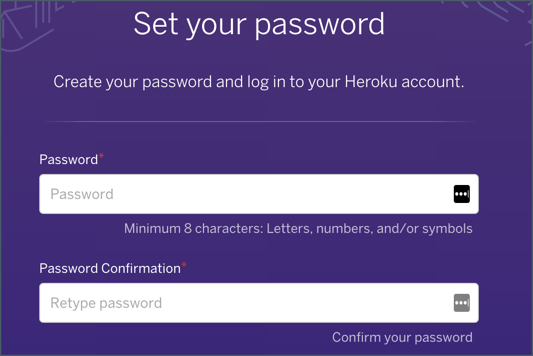 Set your password
Create your password and log in to your Heroku account.
Password*
Password
Minimum 8 characters: Letters, numbers, and/or symbols
Password Confirmation*
Retype password
Confirm your password